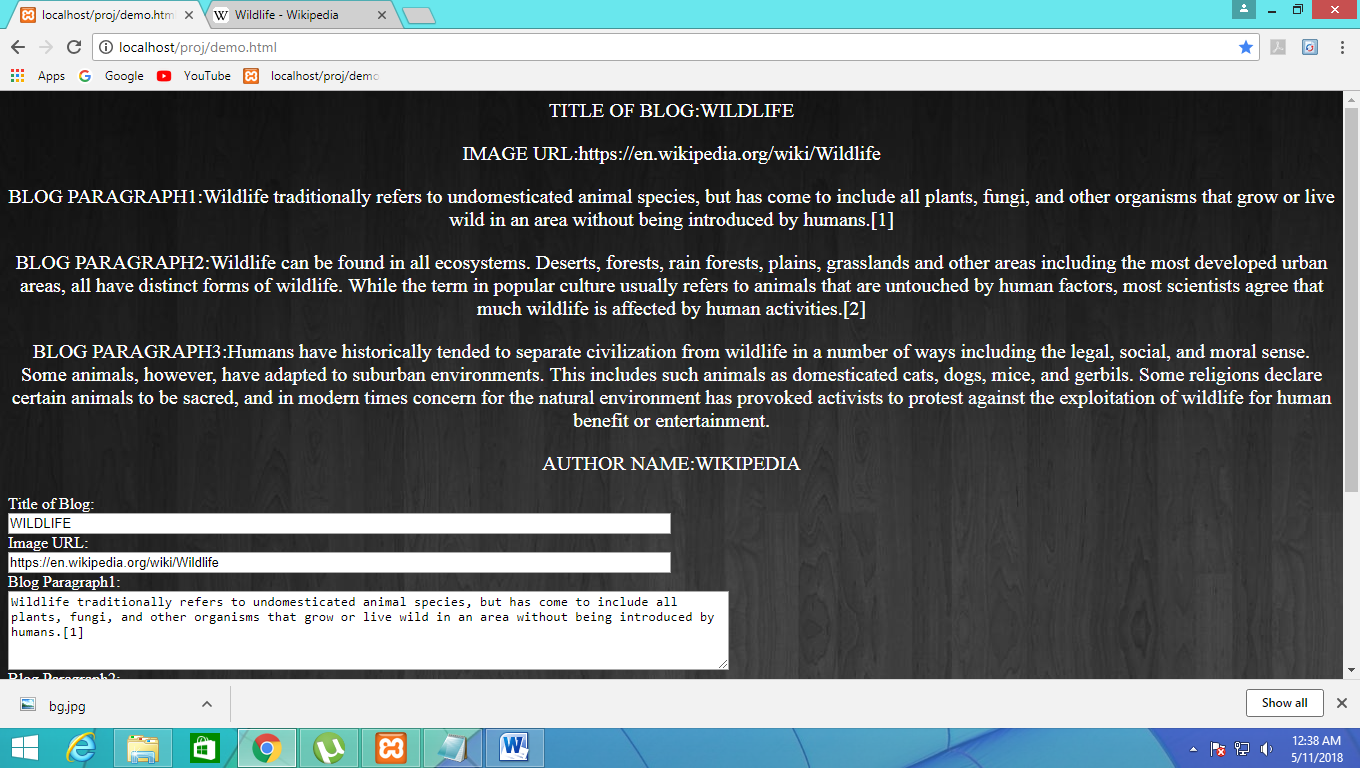 localhost/proj/demo.htm
Wildlife - Wikipedia
localhost/proj/demo.html
Apps
Google
YouTube
localhost/proj/demo
TITLE OF BLOG:WILDLIFE
IMAGE URL:https://en.wikipedia.org/wiki/Wildlife
BLOG PARAGRAPH1:Wildlife traditionally refers to undomesticated animal species, but has come to include all plants, fungi, and other organisms that grow or live
wild in an area without being introduced by humans.[1]
BLOG PARAGRAPH2:Wildlife can be found in all ecosystems. Deserts, forests, rain forests, plains, grasslands and other areas including the most developed urban
areas, all have distinct forms of wildlife. While the term in popular culture usually refers to animals that are untouched by human factors, most scientists agree that
much wildlife is affected by human activities.[2]
BLOG PARAGRAPH3:Humans have historically tended to separate civilization from wildlife in a number of ways including the legal, social, and moral sense.
Some animals, however, have adapted to suburban environments. This includes such animals as domesticated cats, dogs, mice, and gerbils. Some religions declare
certain animals to be sacred, and in modern times concern for the natural environment has provoked activists to protest against the exploitation of wildlife for human
benefit or entertainment.
AUTHOR NAME:WIKIPEDIA
Title of Blog:
WILDLIFE
Image URL:
https://en.wikipedia.org/wiki/Wildlife
Blog Paragraph1:
Wildlife traditionally refers to undomesticated animal species, but has come to include all
plants, fungi, and other organisms that grow or live wild in an area without being introduced by
humans.[1]
Blog Paragraph2:
bg.jpg
Show all
12:38 AM
5/11/2018